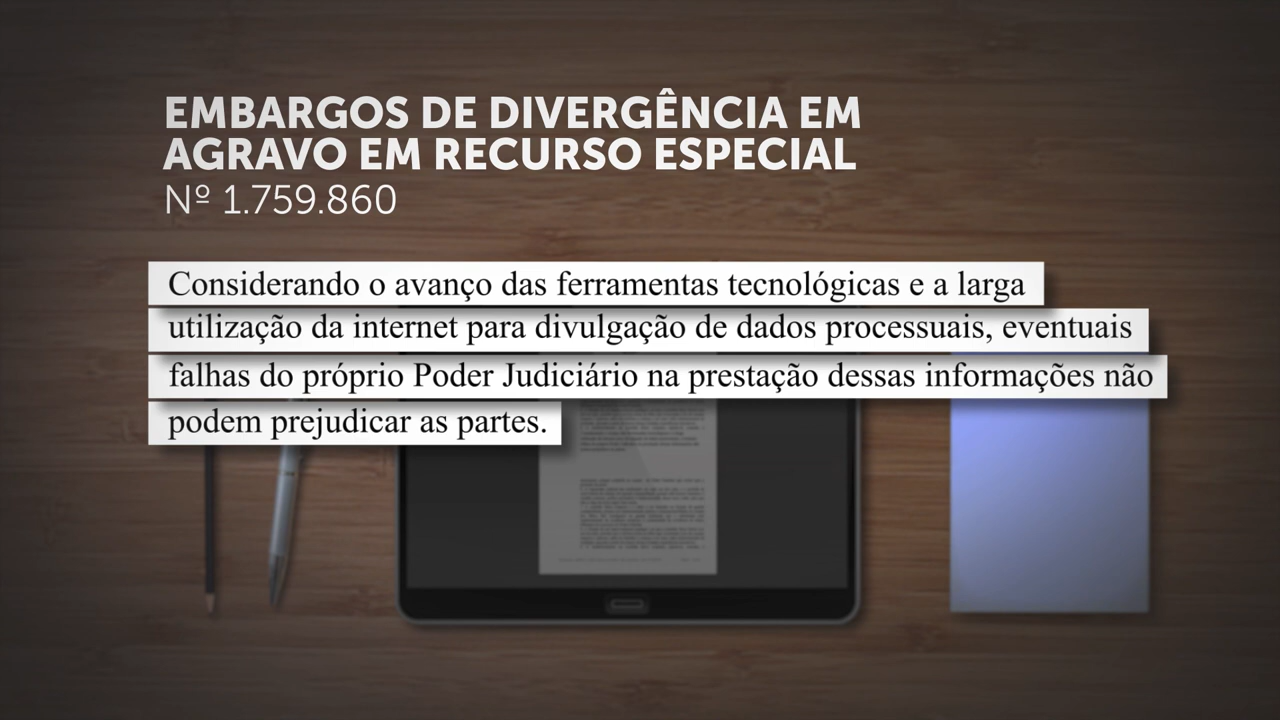 EMBARGOS DE DIVERGÊNCIA EM
AGRAVO EM RECURSO ESPECIAL
Nº 1.759.860
Considerando o avanço das ferramentas tecnológicas e a larga
utilização da internet para divulgação de dados processuais, eventuais
falhas do próprio Poder Judiciário na prestação dessas informações não
podem prejudicar as partes.